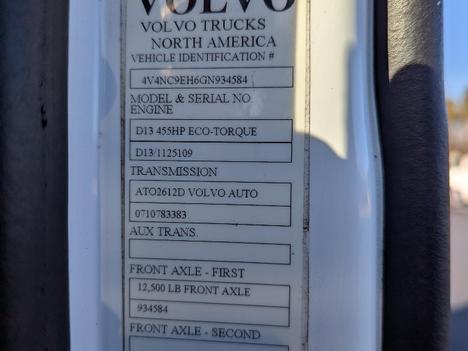 VOLVO
VOLVO TRUCKS
NORTH AMERICA
VEHICLE IDENTIFICATION #
4V4NC9EH6GN934584
MODEL & SERIAL NO
ENGINE
D13 455HP ECO-TORQUE
D13/1125109
TRANSMISSION
ATO2612D VOLVO AUTO
0710783383
AUX TRANS.
FRONT AXLE - FIRST
12,500 LB FRONT AXLE
934584
FRONT AXLE - SECOND